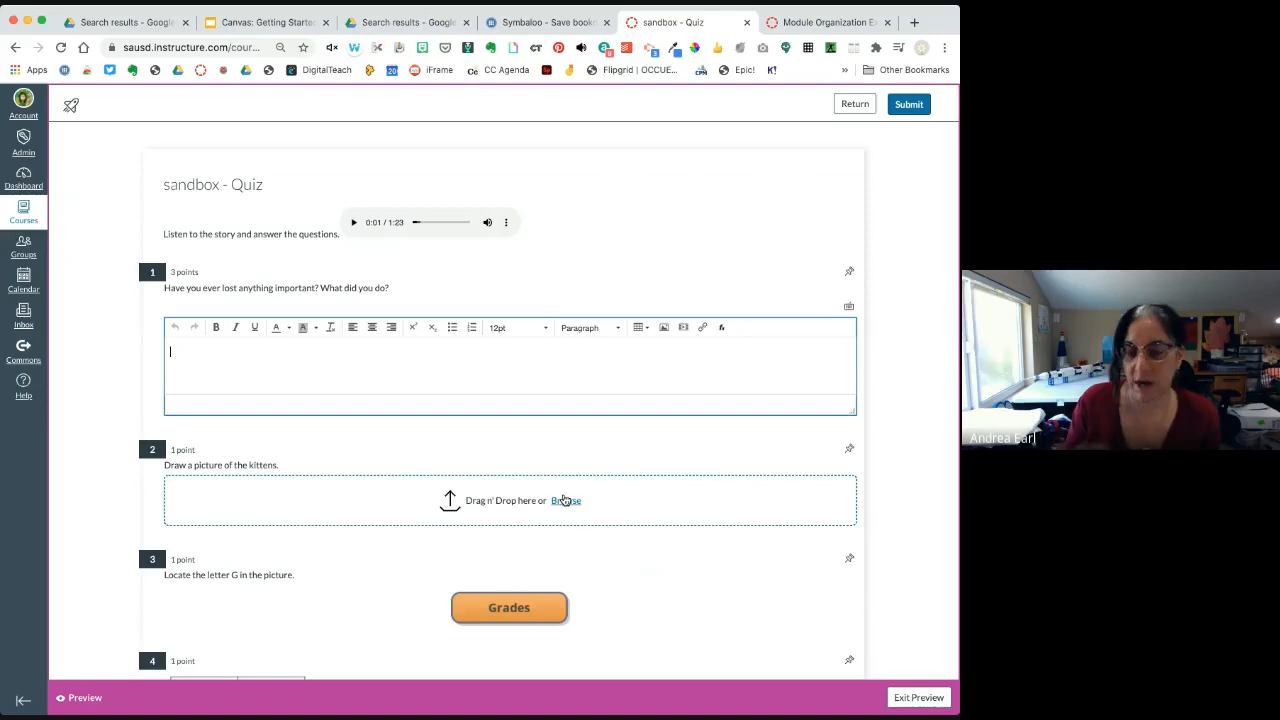 Search results - Google
Canvas: Getting Starte
Search results - Google
Symbaloo - Save book
sandbox - Quiz
Module Organization Ex
sausd.instructure.com/cour...
Apps
DigitalTeach
iFrame
CC Agenda
Flipgrid | OCCUE...
Epic!
Other Bookmarks
Account
Admin
Dashboard
Courses
Groups
Calendar
Inbox
Commons
Help
Return
Submit
sandbox - Quiz
0:01 / 1:23
Listen to the story and answer the questions.
1
3 points
Have you ever lost anything important? What did you do?
12pt
Paragraph
2
1 point
Draw a picture of the kittens.
Drag n' Drop here or Browse
3
1 point
Locate the letter G in the picture.
Grades
4
1 point
Preview
Exit Preview
Andrea Earl